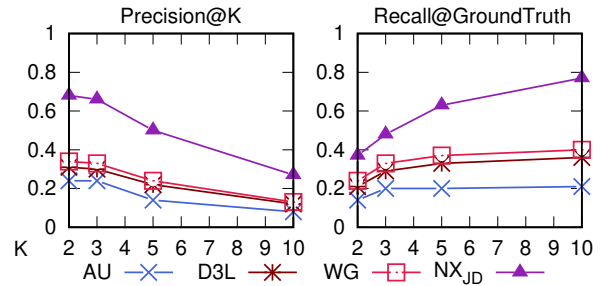 Precision@K Recall@GroundTruth
1 1
0.8 0.8
0.6 0.6
0.4 0.4
0.2 0.2
0 0
K 2 3 4 5 6 7 8 9 10 2 3 4 5 6 7 8 9 10
AU D3L WG NX_JD